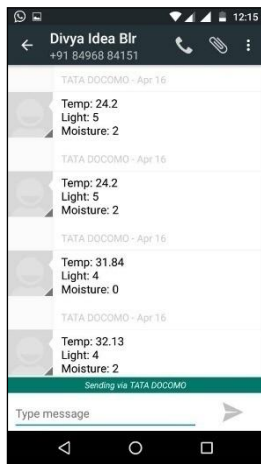 12:15
Divya Idea Blr
+91 84968 84151
TATA DOCOMO - Apr 16
Temp: 24.2
Light: 5
Moisture: 2
TATA DOCOMO - Apr 16
Temp: 24.2
Light: 5
Moisture: 2
TATA DOCOMO - Apr 16
Temp: 31.84
Light: 4
Moisture: 0
TATA DOCOMO - Apr 16
Temp: 32.13
Light: 4
Moisture: 2
Sending via TATA DOCOMO
Type message